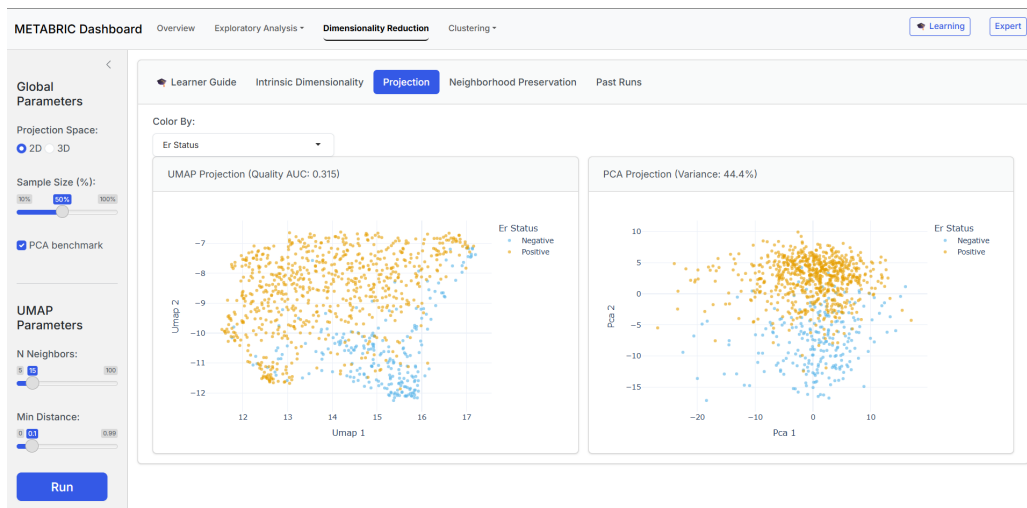 METABRIC Dashboard Overview Exploratory Analysis Dimensionality Reduction Clustering Learning Expert
Global
Parameters
Projection Space:
2D 3D
Sample Size (%):
10% 50% 100%
PCA benchmark
UMAP
Parameters
N Neighbors:
5 15 100
Min Distance:
0 0.1 0.99
Run
Learner Guide Intrinsic Dimensionality Projection Neighborhood Preservation Past Runs
Color By:
Er Status
UMAP Projection (Quality AUC: 0.315)
Er Status
Negative
Positive
−7
−8
−9
−10
−11
−12
Umap 2
12 13 14 15 16 17
Umap 1
PCA Projection (Variance: 44.4%)
Er Status
Negative
Positive
10
5
0
−5
−10
−15
Pca 2
−20 −10 0 10
Pca 1